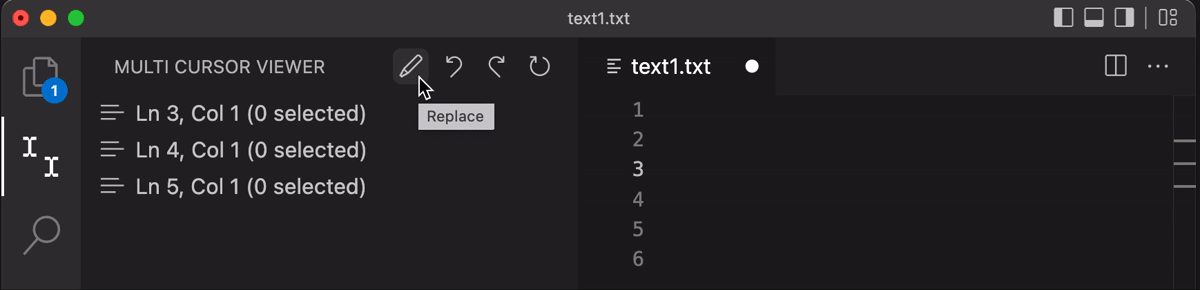 text1.txt
MULTI CURSOR VIEWER
text1.txt
1
Ln 3, Col 1 (0 selected)
Replace
Ln 4, Col 1 (0 selected)
Ln 5, Col 1 (0 selected)
1
2
3
4
5
6